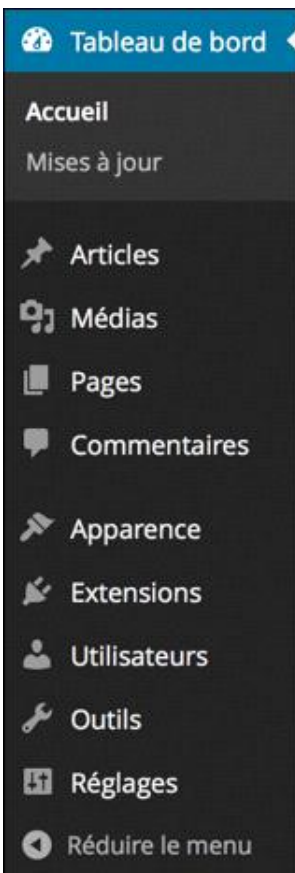 Tableau de bord
Accueil
Mises à jour
Articles
Médias
Pages
Commentaires
Apparence
Extensions
Utilisateurs
Outils
Réglages
Réduire le menu